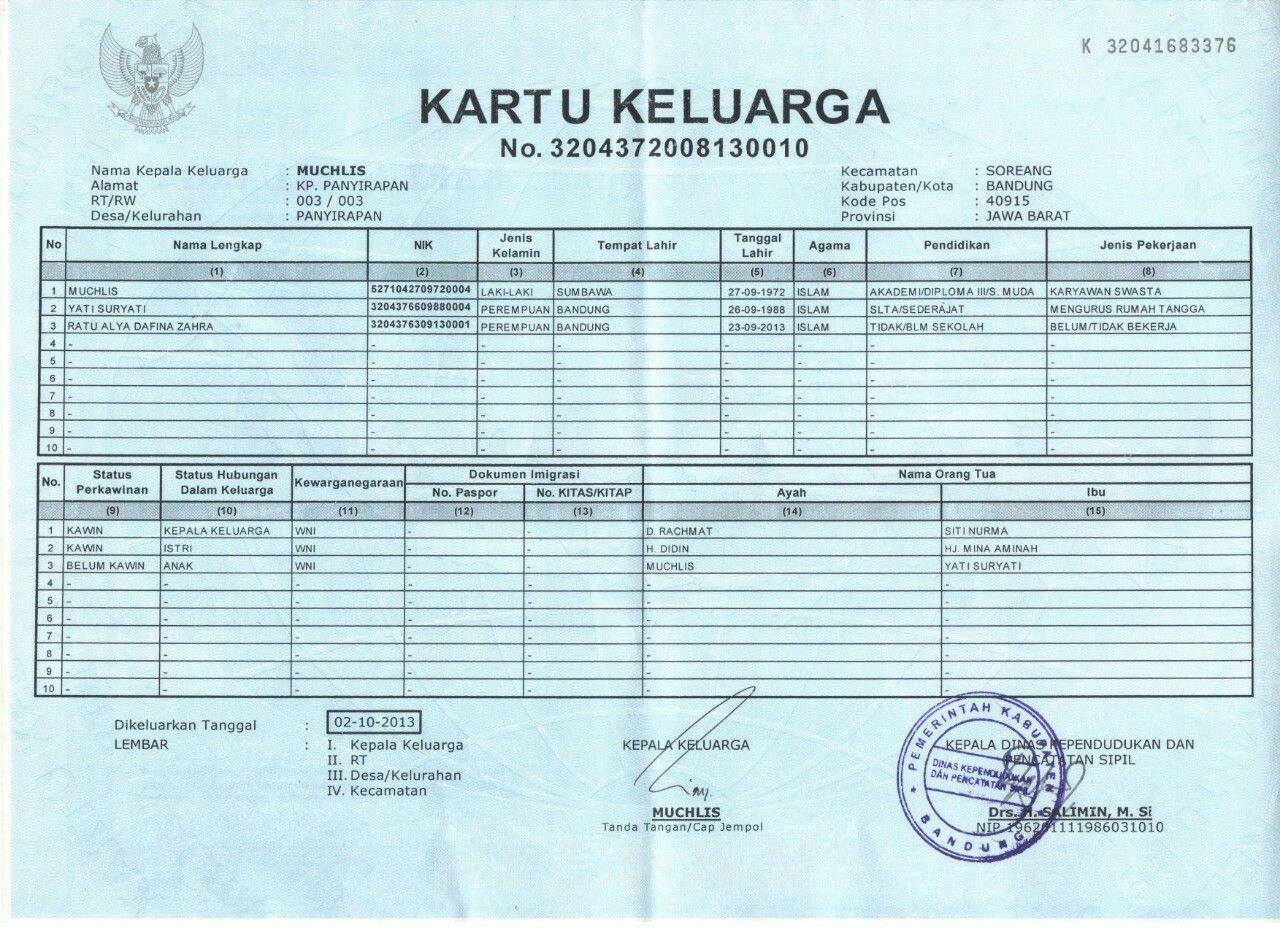 K 32041683376
KARTU KELUARGA
No. 3204372008130010
Nama Kepala Keluarga : MUCHLIS
Alamat : KP. PANYIRAPAN
RT/RW : 003 / 003
Desa/Kelurahan : PANYIRAPAN
Kecamatan : SOREANG
Kabupaten/Kota : BANDUNG
Kode Pos : 40915
Provinsi : JAWA BARAT
No Nama Lengkap NIK Jenis Kelamin Tempat Lahir Tanggal Lahir Agama Pendidikan Jenis Pekerjaan
(1) (2) (3) (4) (5) (6) (7) (8)
1 MUCHLIS 5271042709720004 LAKI-LAKI SUMBAWA 27-09-1972 ISLAM AKADEMI/DIPLOMA III/S. MUDA KARYAWAN SWASTA
2 YATI SURYATI 3204376609880004 PEREMPUAN BANDUNG 26-09-1988 ISLAM SLTA/SEDERAJAT MENGURUS RUMAH TANGGA
3 RATU ALYA DAFINA ZAHRA 3204376309130001 PEREMPUAN BANDUNG 23-09-2013 ISLAM TIDAK/BLM SEKOLAH BELUM/TIDAK BEKERJA
4 - - - - - - -
5 - - - - - - -
6 - - - - - - -
7 - - - - - - -
8 - - - - - - -
9 - - - - - - -
10 - - - - - - -
No. Status Perkawinan Status Hubungan Dalam Keluarga Kewarganegaraan Dokumen Imigrasi Nama Orang Tua
No. Paspor No. KITAS/KITAP Ayah Ibu
(9) (10) (11) (12) (13) (14) (15)
1 KAWIN KEPALA KELUARGA WNI - - D. RACHMAT SITI NURMA
2 KAWIN ISTRI WNI - - H. DIDIN HJ. MINA AMINAH
3 BELUM KAWIN ANAK WNI - - MUCHLIS YATI SURYATI
4 - - - - - - -
5 - - - - - - -
6 - - - - - - -
7 - - - - - - -
8 - - - - - - -
9 - - - - - - -
10 - - - - - - -
Dikeluarkan Tanggal : 02-10-2013
LEMBAR : I. Kepala Keluarga
II. RT
III. Desa/Kelurahan
IV. Kecamatan
KEPALA KELUARGA
MUCHLIS
Tanda Tangan/Cap Jempol
KEPALA DINAS KEPENDUDUKAN DAN
PENCATATAN SIPIL
Drs. H. SALIMIN, M. Si
NIP 196201111986031010
PEMERINTAH KABUPATEN
DINAS KEPENDUDUKAN
DAN PENCATATAN SIPIL
BANDUNG